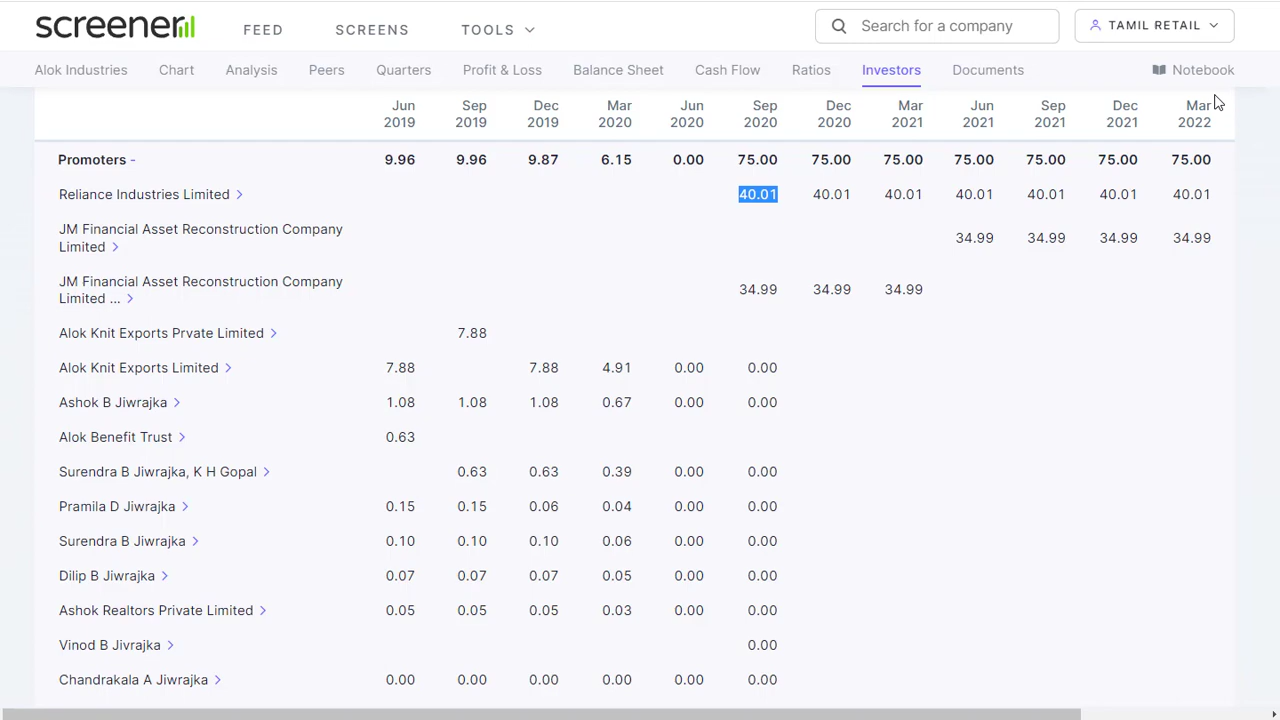 screener
FEED SCREENS TOOLS
Search for a company
TAMIL RETAIL
Alok Industries Chart Analysis Peers Quarters Profit & Loss Balance Sheet Cash Flow Ratios Investors Documents Notebook
Jun Sep Dec Mar Jun Sep Dec Mar Jun Sep Dec Mar
2019 2019 2019 2020 2020 2020 2020 2021 2021 2021 2021 2022
Promoters - 9.96 9.96 9.87 6.15 0.00 75.00 75.00 75.00 75.00 75.00 75.00 75.00
Reliance Industries Limited 40.01 40.01 40.01 40.01 40.01 40.01 40.01
JM Financial Asset Reconstruction Company
Limited 34.99 34.99 34.99 34.99
JM Financial Asset Reconstruction Company
Limited ... 34.99 34.99 34.99
Alok Knit Exports Prvate Limited 7.88
Alok Knit Exports Limited 7.88 7.88 4.91 0.00 0.00
Ashok B Jiwrajka 1.08 1.08 1.08 0.67 0.00 0.00
Alok Benefit Trust 0.63
Surendra B Jiwrajka, K H Gopal 0.63 0.63 0.39 0.00 0.00
Pramila D Jiwrajka 0.15 0.15 0.06 0.04 0.00 0.00
Surendra B Jiwrajka 0.10 0.10 0.10 0.06 0.00 0.00
Dilip B Jiwrajka 0.07 0.07 0.07 0.05 0.00 0.00
Ashok Realtors Private Limited 0.05 0.05 0.05 0.03 0.00 0.00
Vinod B Jivrajka 0.00
Chandrakala A Jiwrajka 0.00 0.00 0.00 0.00 0.00 0.00